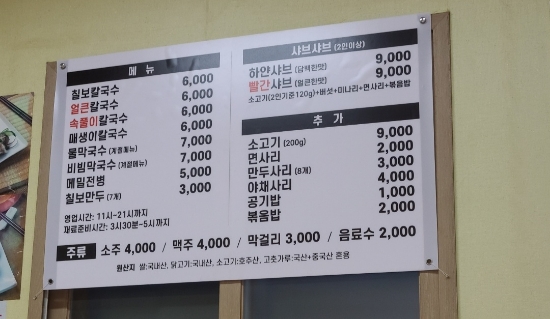 메 뉴
칠보칼국수 6,000
얼큰칼국수 6,000
속풀이칼국수 6,000
매생이칼국수 6,000
물막국수 (계절메뉴) 7,000
비빔막국수 (계절메뉴) 7,000
메밀전병 5,000
칠보만두 (7개) 3,000
영업시간: 11시~21시까지
재료준비시간: 3시30분~5시까지
샤브샤브 (2인이상)
하얀샤브 (담백한맛) 9,000
빨간샤브 (얼큰한맛) 9,000
소고기(2인기준120g)+버섯+미나리+면사리+볶음밥
추 가
소고기 (200g) 9,000
면사리 2,000
만두사리 (8개) 3,000
야채사리 4,000
공기밥 1,000
볶음밥 2,000
주류 소주 4,000 / 맥주 4,000 / 막걸리 3,000 / 음료수 2,000
원산지 쌀:국내산, 닭고기:국내산, 소고기:호주산, 고춧가루:국산+중국산 혼용